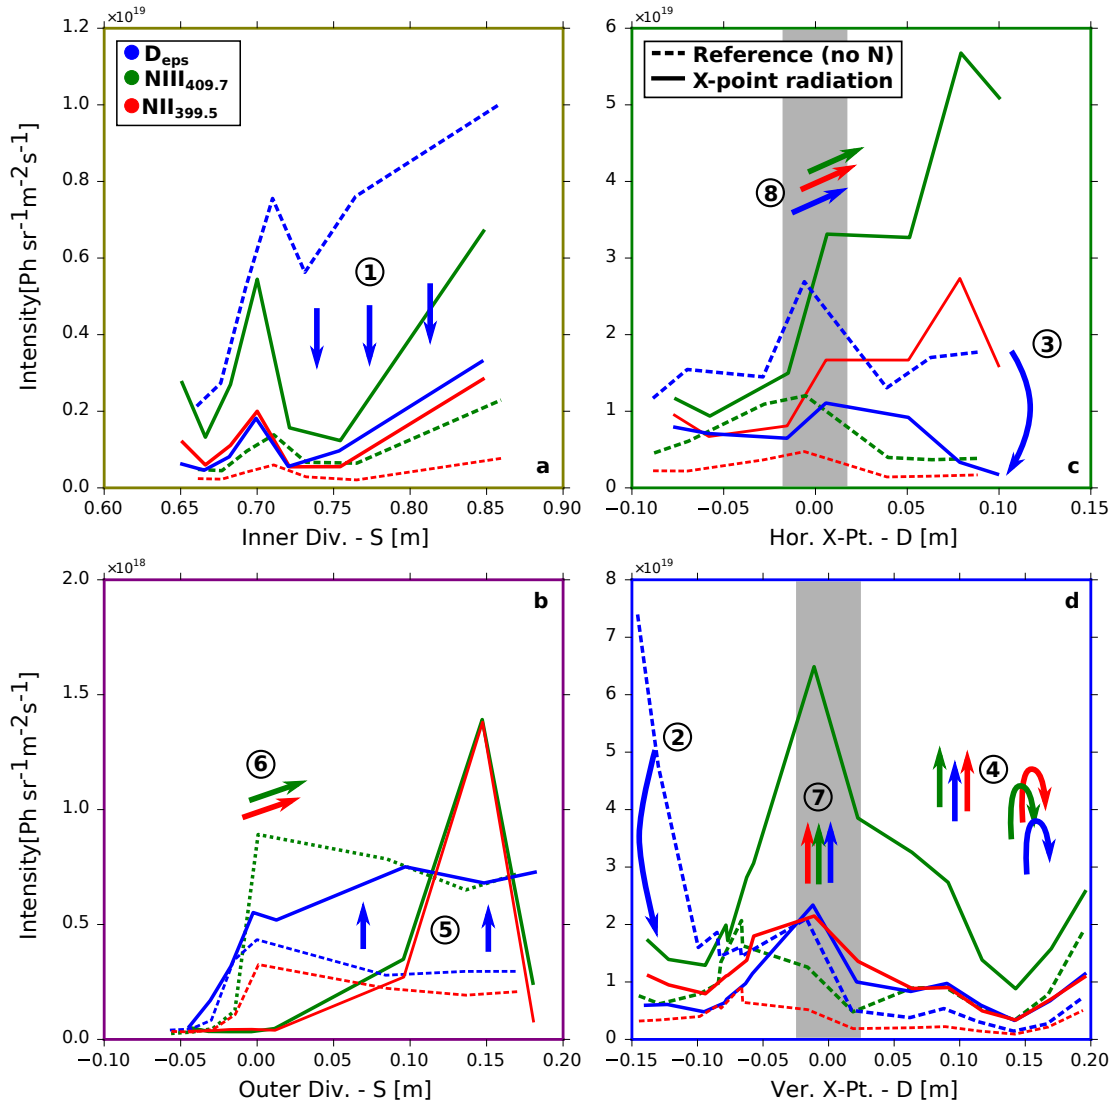 ×10¹⁹
1.2
1.0
0.8
0.6
0.4
0.2
0.0
Intensity[Ph sr⁻¹m⁻²s⁻¹]
D_eps
NIII_409.7
NII_399.5
1
a
0.60 0.65 0.70 0.75 0.80 0.85 0.90
Inner Div. - S [m]
×10¹⁹
6
5
4
3
2
1
0
Reference (no N)
X-point radiation
8
3
c
−0.10 −0.05 0.00 0.05 0.10 0.15
Hor. X-Pt. - D [m]
×10¹⁸
2.0
1.5
1.0
0.5
0.0
Intensity[Ph sr⁻¹m⁻²s⁻¹]
b
6
5
−0.10 −0.05 0.00 0.05 0.10 0.15 0.20
Outer Div. - S [m]
×10¹⁹
8
7
6
5
4
3
2
1
0
d
2
4
7
−0.15 −0.10 −0.05 0.00 0.05 0.10 0.15 0.20
Ver. X-Pt. - D [m]